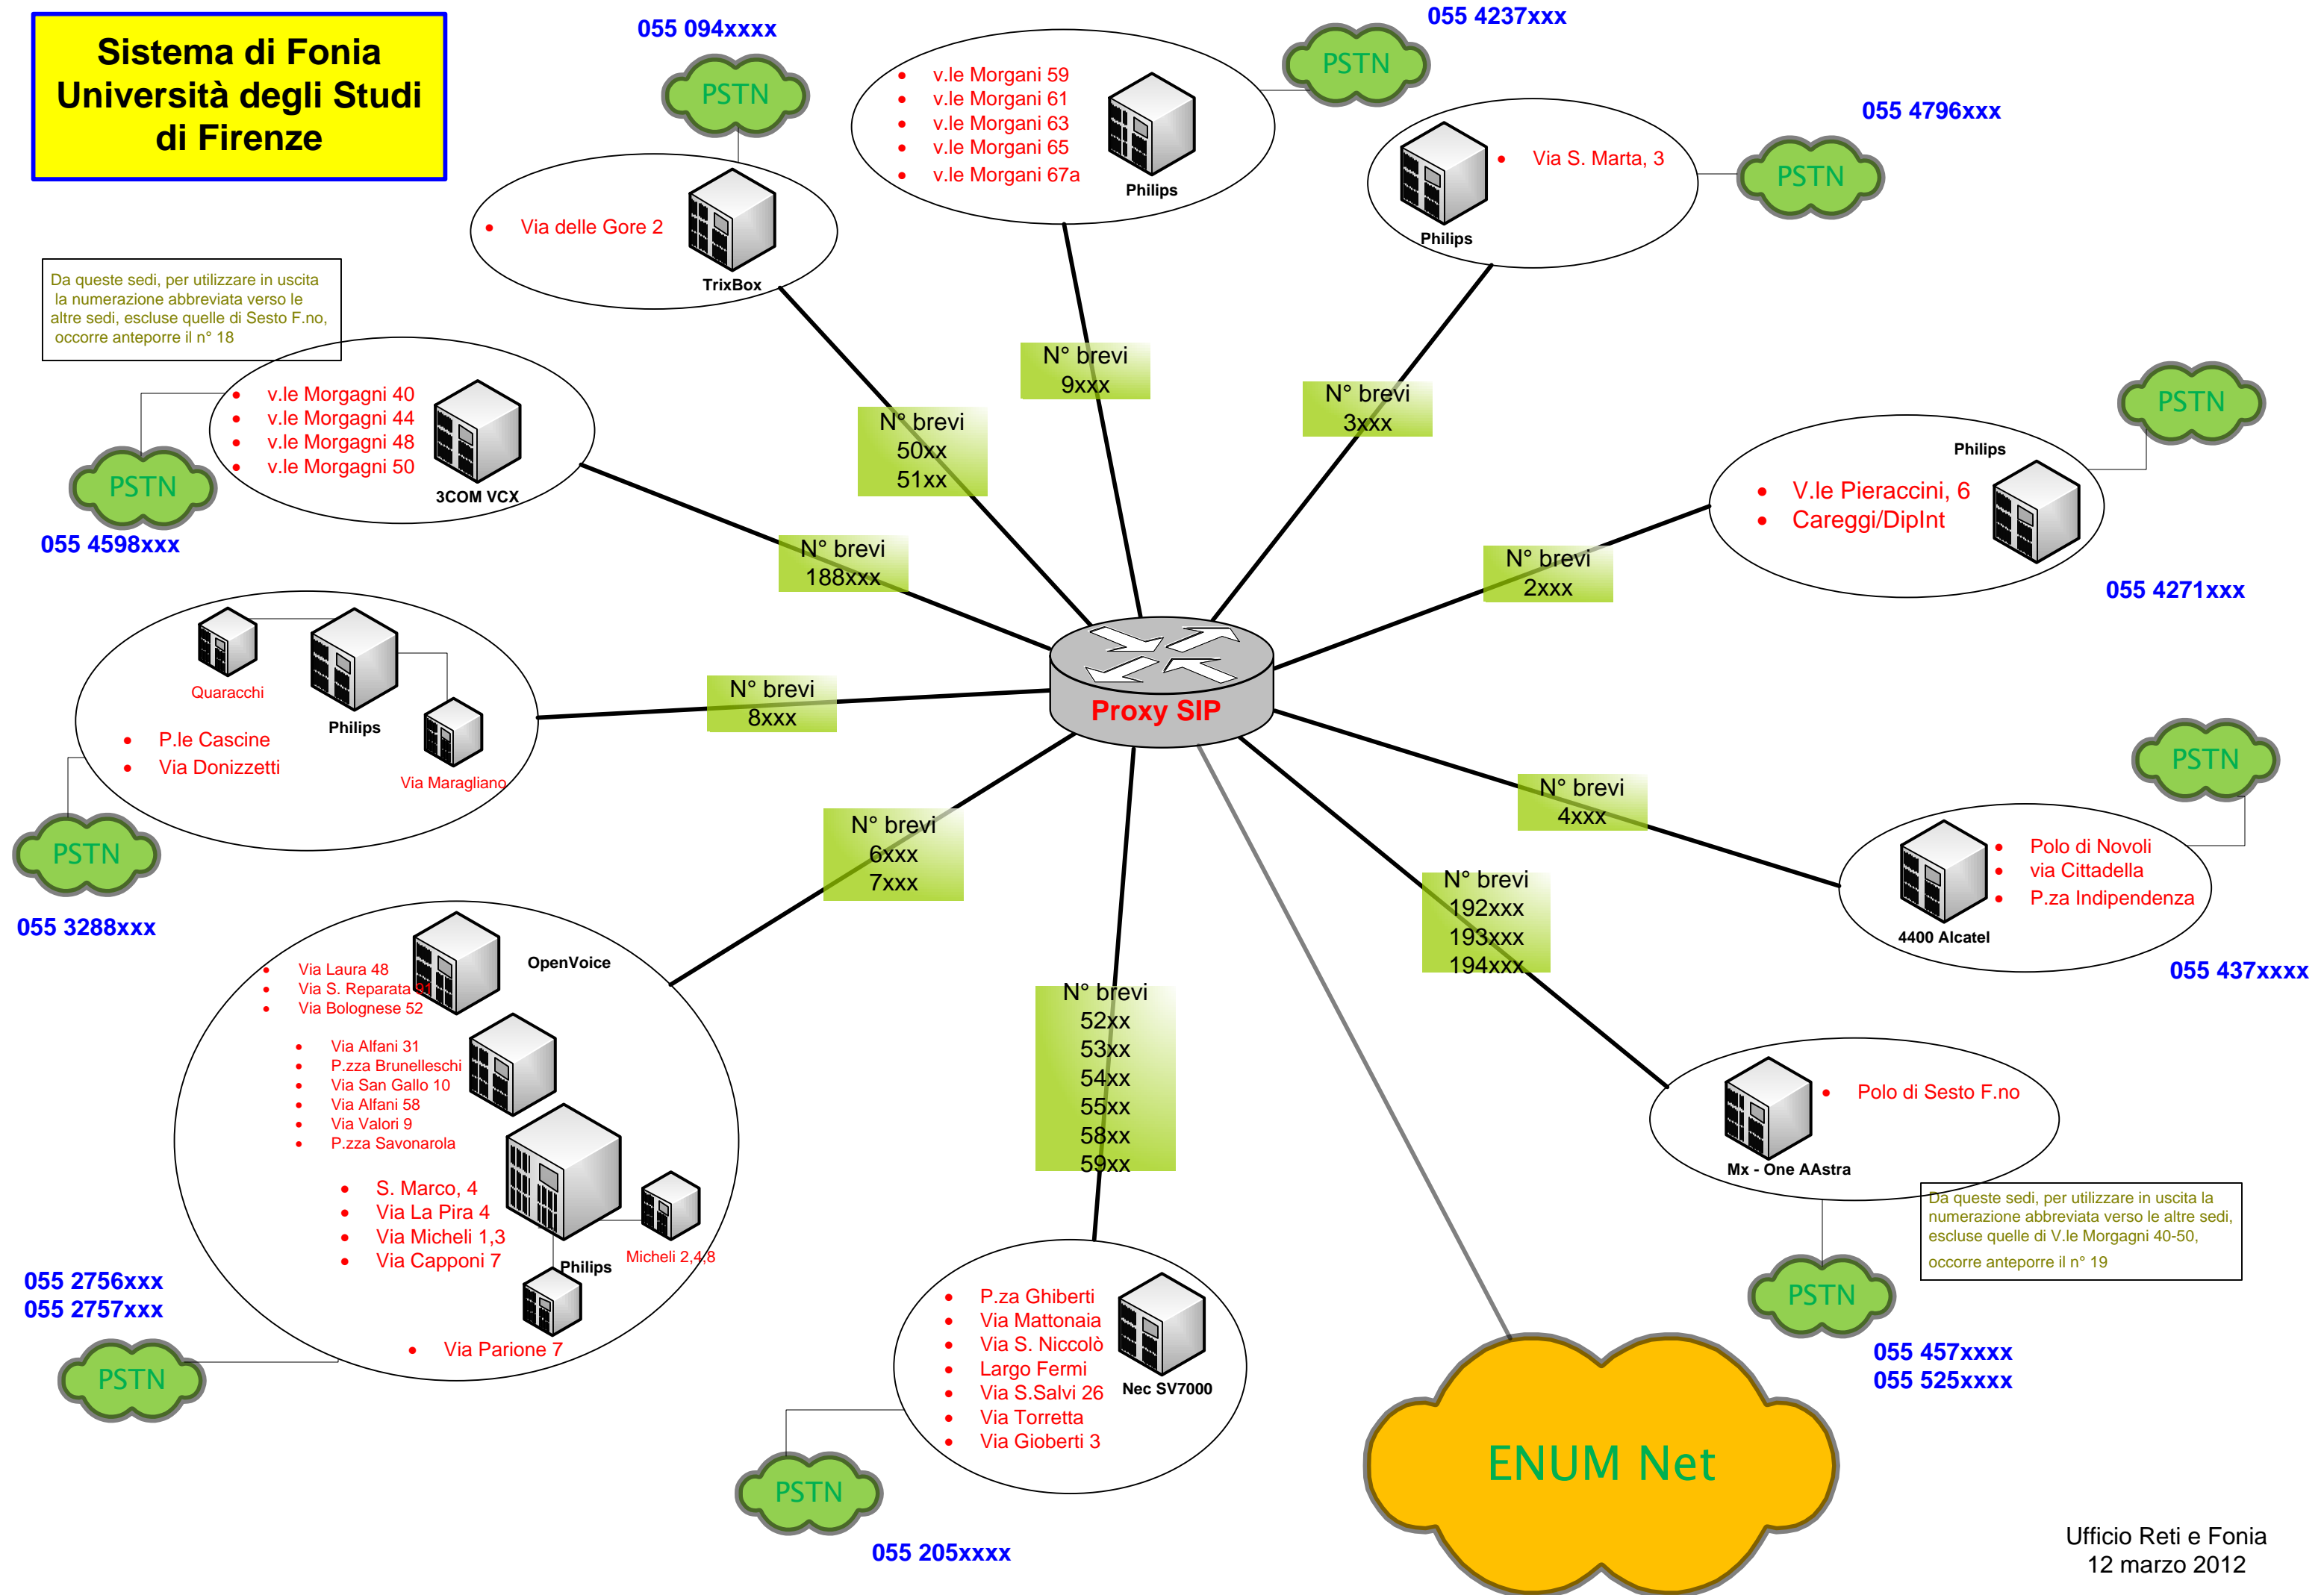 Sistema di Fonia
Università degli Studi
di Firenze
055 094xxxx
PSTN
Via delle Gore 2
TrixBox
055 4237xxx
PSTN
v.le Morgani 59
v.le Morgani 61
v.le Morgani 63
v.le Morgani 65
v.le Morgani 67a
Philips
055 4796xxx
PSTN
Via S. Marta, 3
Philips
Da queste sedi, per utilizzare in uscita
la numerazione abbreviata verso le
altre sedi, escluse quelle di Sesto F.no,
occorre anteporre il n° 18
v.le Morgagni 40
v.le Morgagni 44
v.le Morgagni 48
v.le Morgagni 50
3COM VCX
PSTN
055 4598xxx
N° brevi
9xxx
N° brevi
3xxx
N° brevi
50xx
51xx
N° brevi
188xxx
N° brevi
2xxx
PSTN
Philips
V.le Pieraccini, 6
Careggi/DipInt
055 4271xxx
Quaracchi
Philips
P.le Cascine
Via Donizzetti
Via Maragliano
PSTN
055 3288xxx
N° brevi
8xxx
Proxy SIP
N° brevi
6xxx
7xxx
N° brevi
4xxx
PSTN
Polo di Novoli
via Cittadella
P.za Indipendenza
4400 Alcatel
055 437xxxx
N° brevi
192xxx
193xxx
194xxx
OpenVoice
Via Laura 48
Via S. Reparata 91
Via Bolognese 52
Via Alfani 31
P.zza Brunelleschi
Via San Gallo 10
Via Alfani 58
Via Valori 9
P.zza Savonarola
S. Marco, 4
Via La Pira 4
Via Micheli 1,3
Via Capponi 7
Micheli 2,4,8
Philips
Via Parione 7
055 2756xxx
055 2757xxx
PSTN
N° brevi
52xx
53xx
54xx
55xx
58xx
59xx
P.za Ghiberti
Via Mattonaia
Via S. Niccolò
Largo Fermi
Via S.Salvi 26
Via Torretta
Via Gioberti 3
Nec SV7000
PSTN
055 205xxxx
Polo di Sesto F.no
Mx - One AAstra
Da queste sedi, per utilizzare in uscita la
numerazione abbreviata verso le altre sedi,
escluse quelle di V.le Morgagni 40-50,
occorre anteporre il n° 19
PSTN
055 457xxxx
055 525xxxx
ENUM Net
Ufficio Reti e Fonia
12 marzo 2012